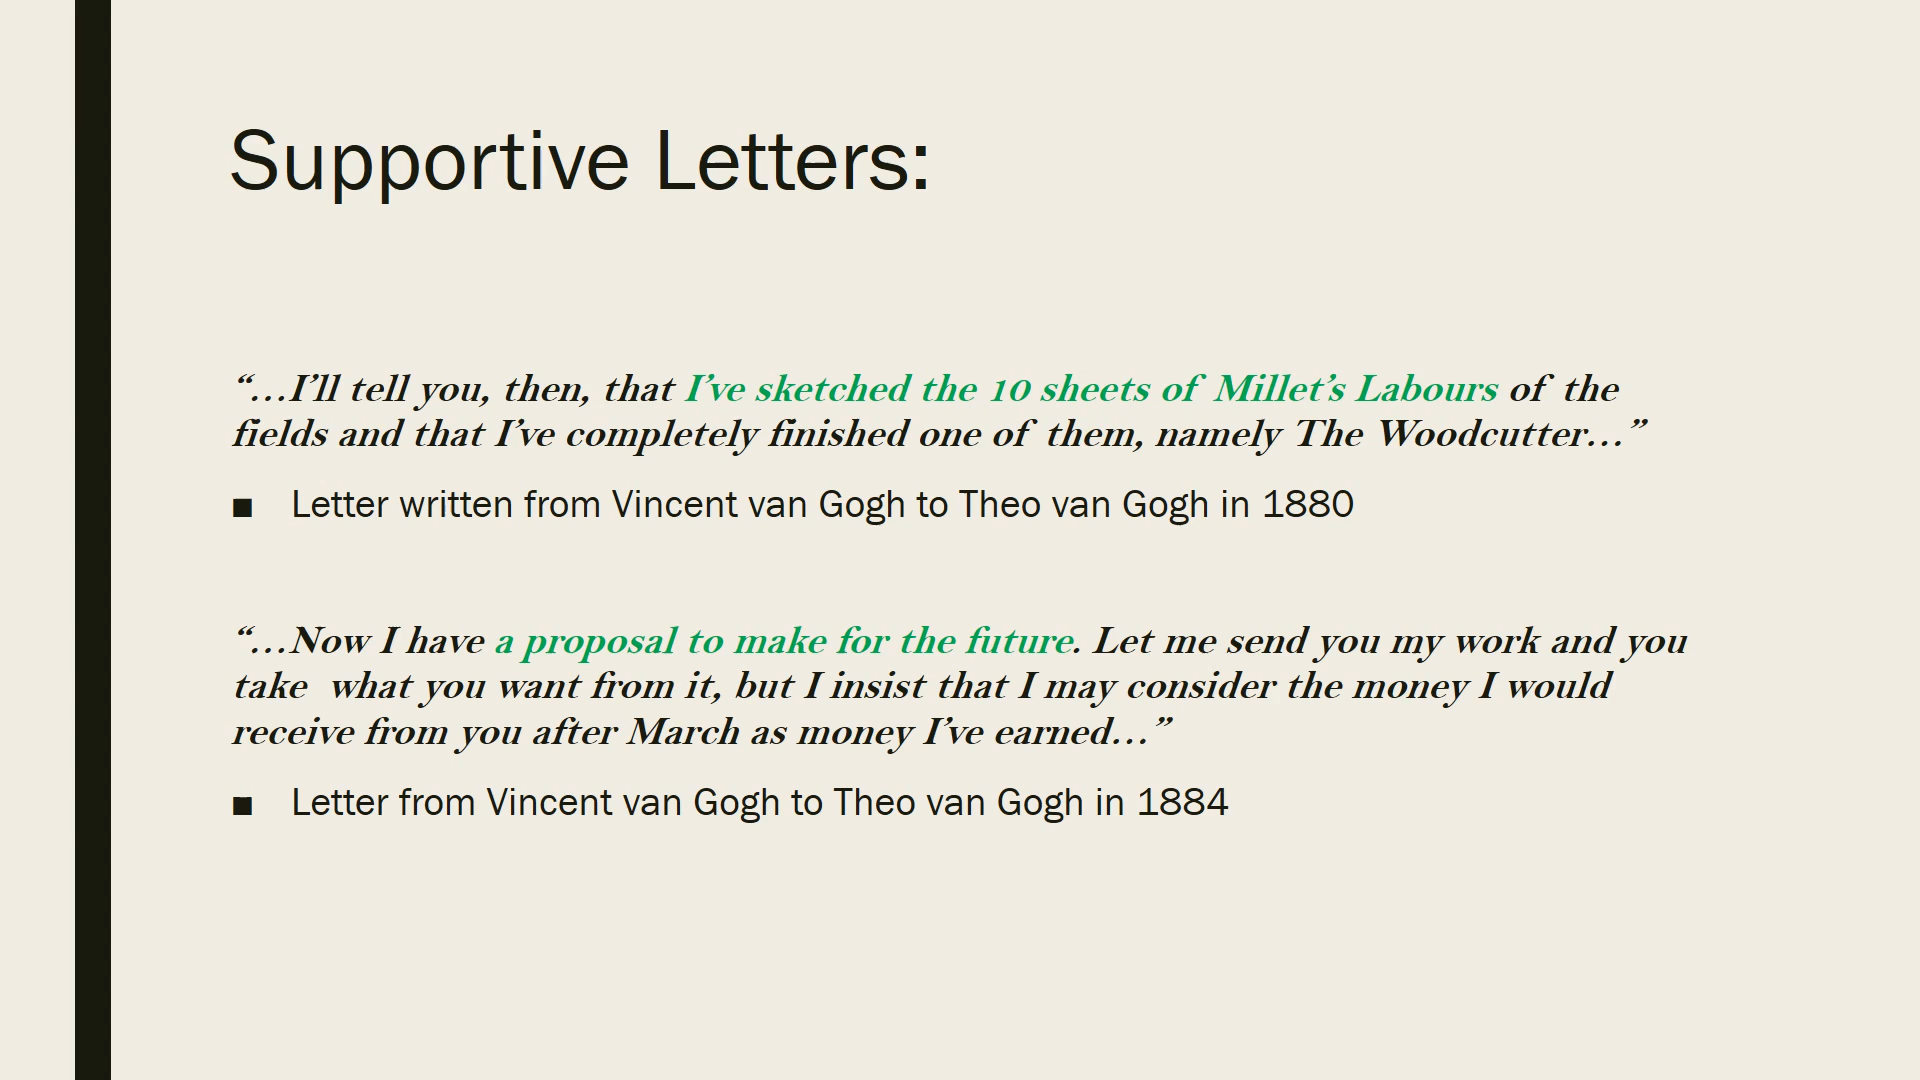 Supportive Letters:
“…I’ll tell you, then, that I’ve sketched the 10 sheets of Millet’s Labours of the
fields and that I’ve completely finished one of them, namely The Woodcutter…”
■ Letter written from Vincent van Gogh to Theo van Gogh in 1880
“…Now I have a proposal to make for the future. Let me send you my work and you
take what you want from it, but I insist that I may consider the money I would
receive from you after March as money I’ve earned…”
■ Letter from Vincent van Gogh to Theo van Gogh in 1884